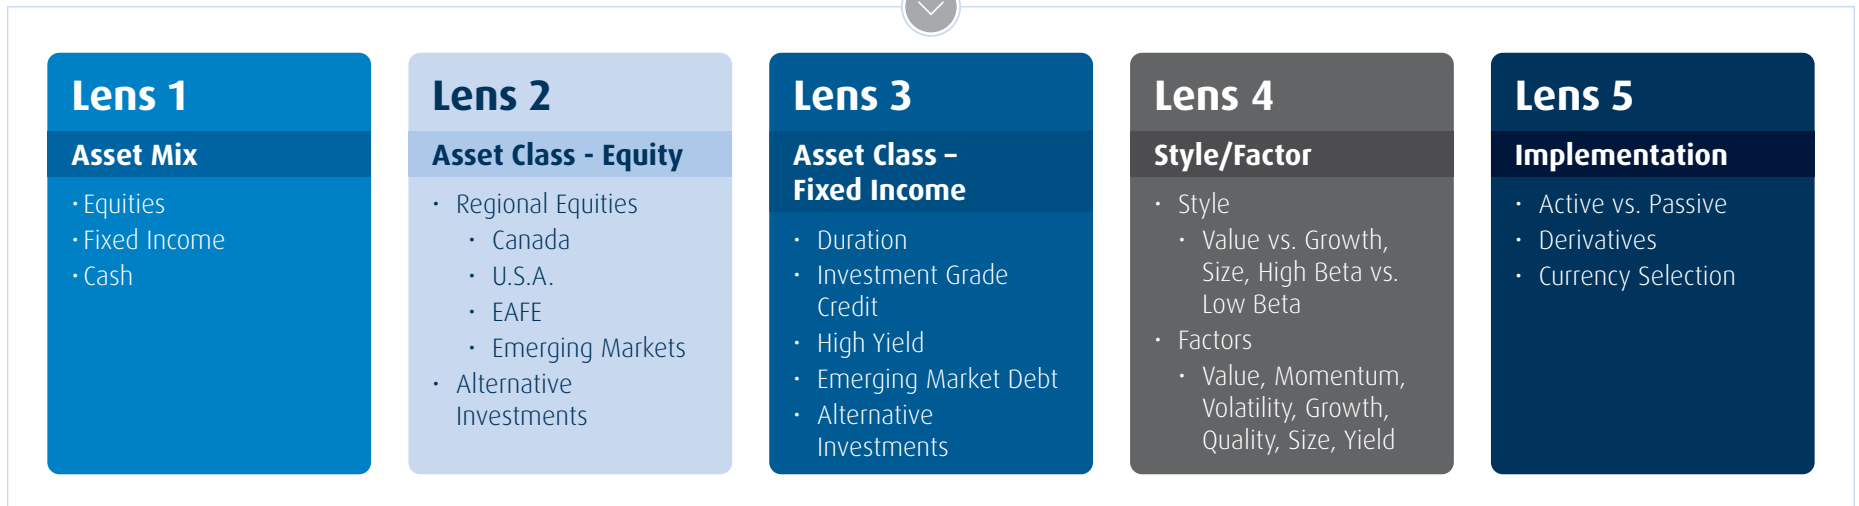 Lens 1
Asset Mix
· Equities
· Fixed Income
· Cash
Lens 2
Asset Class - Equity
· Regional Equities
· Canada
· U.S.A.
· EAFE
· Emerging Markets
· Alternative
Investments
Lens 3
Asset Class –
Fixed Income
· Duration
· Investment Grade
Credit
· High Yield
· Emerging Market Debt
· Alternative
Investments
Lens 4
Style/Factor
· Style
· Value vs. Growth,
Size, High Beta vs.
Low Beta
· Factors
· Value, Momentum,
Volatility, Growth,
Quality, Size, Yield
Lens 5
Implementation
· Active vs. Passive
· Derivatives
· Currency Selection